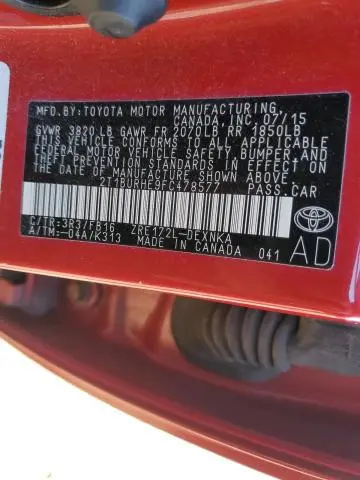 MFD.BY: TOYOTA MOTOR MANUFACTURING
CANADA, INC. 07/15
GVWR 3820 LB GAWR FR 2070LB RR 1850LB
THIS VEHICLE CONFORMS TO ALL APPLICABLE
FEDERAL MOTOR VEHICLE SAFETY, BUMPER, AND
THEFT PREVENTION STANDARDS IN EFFECT ON
THE DATE OF MANUFACTURE SHOWN ABOVE.
2T1BURHE9FC478577 PASS.CAR
C/TR:3R3/FB16 ZRE172L-DEXNKA
A/TM:-04A/K313 MADE IN CANADA 041
TOYOTA
AD